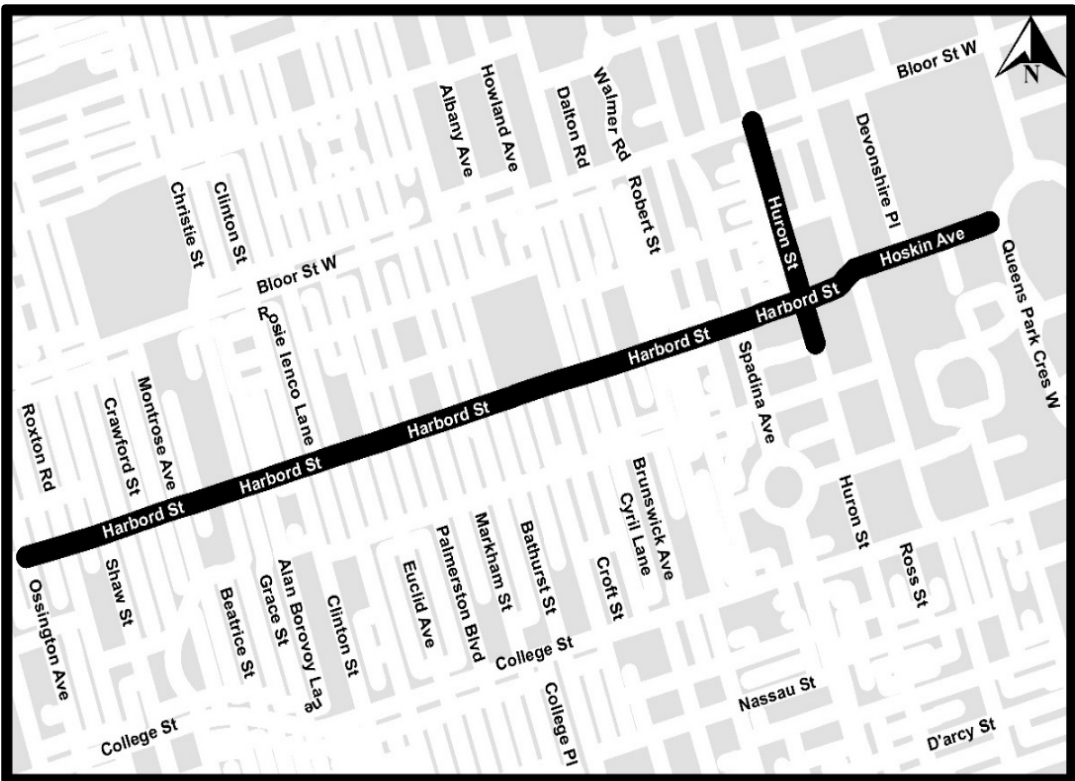 Bloor St W
N
Howland Ave
Albany Ave
Walmer Rd
Dalton Rd
Devonshire Pl
Christie St
Clinton St
Robert St
Huron St
Hoskin Ave
Bloor St W
Queens Park Cres W
Harbord St
Rosie Ienco Lane
Harbord St
Spadina Ave
Montrose Ave
Crawford St
Roxton Rd
Harbord St
Harbord St
Harbord St
Brunswick Ave
Cyril Lane
Huron St
Markham St
Bathurst St
Palmerston Blvd
Euclid Ave
Croft St
Ross St
Shaw St
Ossington Ave
Alan Borovoy Lane
Grace St
Beatrice St
Clinton St
College St
College Pl
Nassau St
College St
D'arcy St